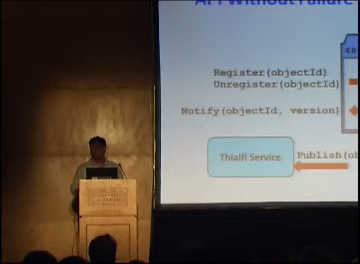 API Without Failure
Register(objectId)
Unregister(objectId)
Notify(objectId, version)
Thialfi Service
Publish(ob